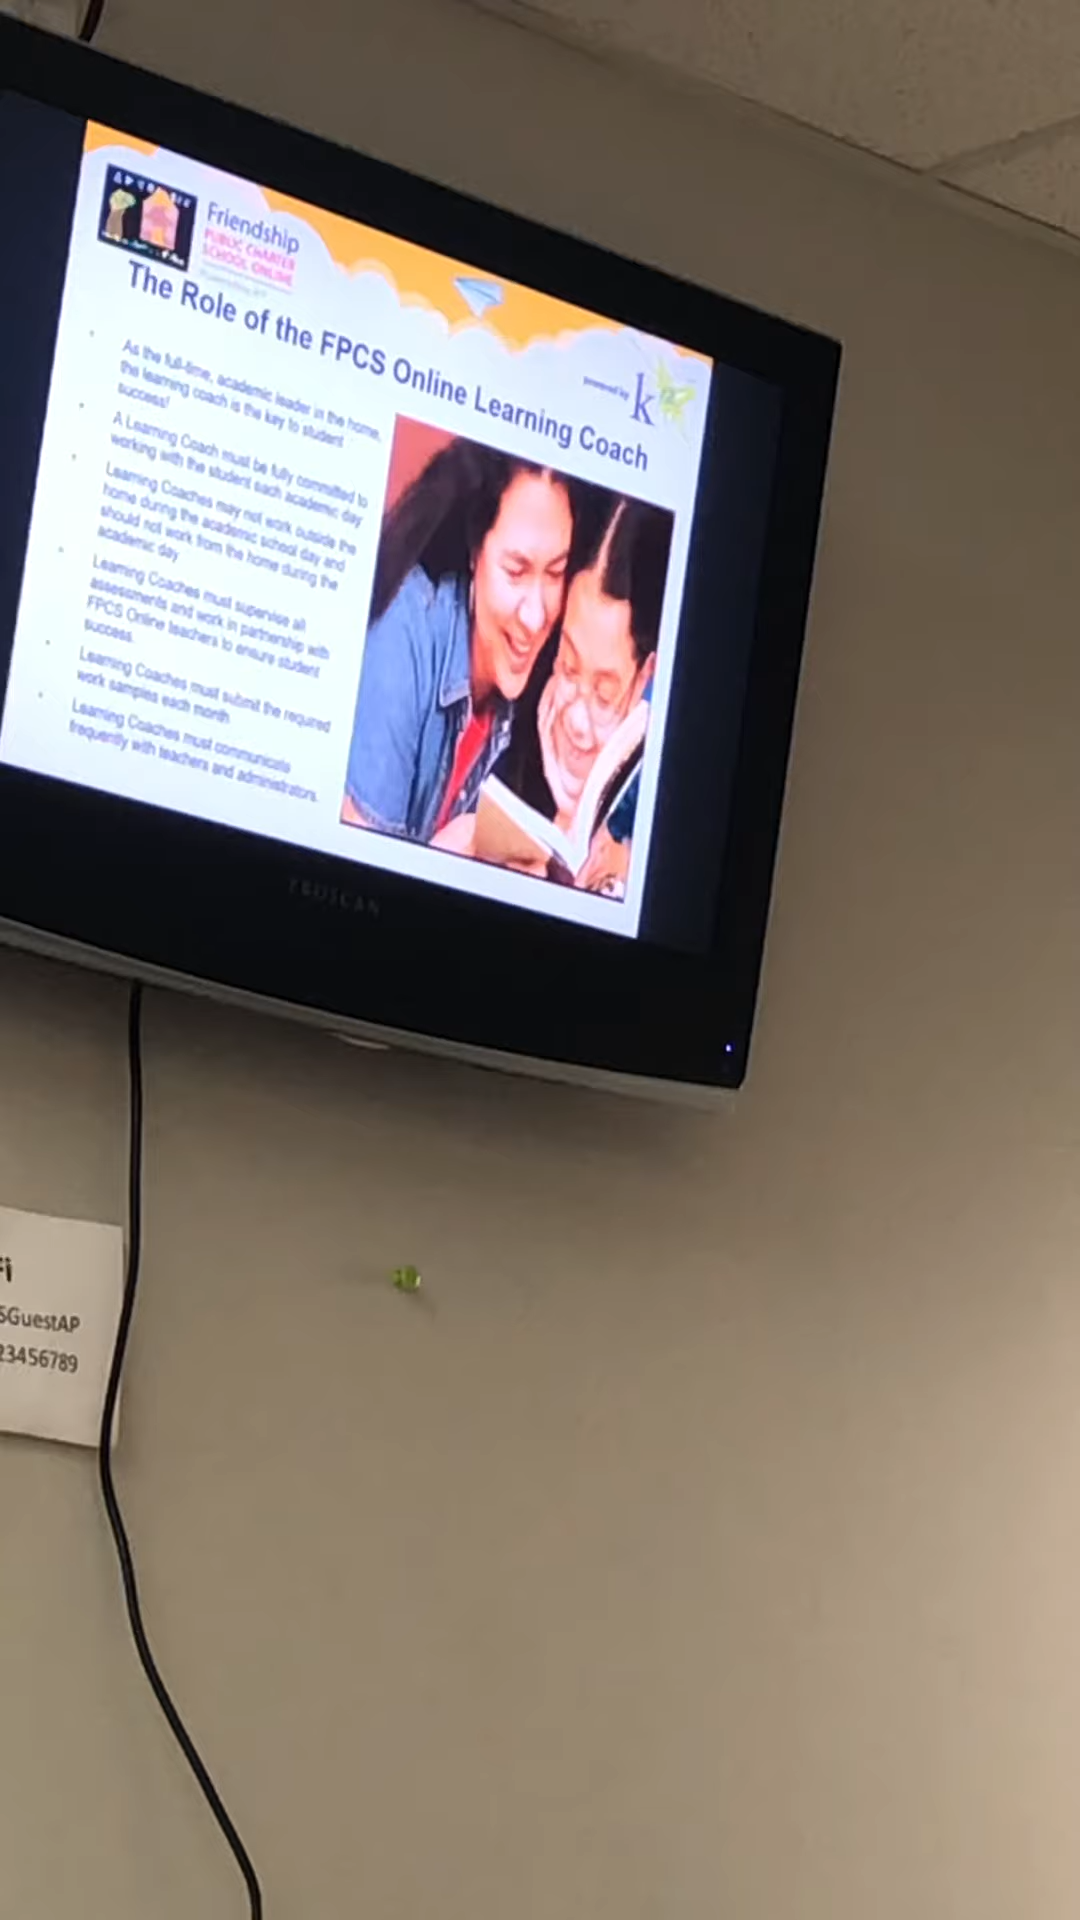 Friendship
PUBLIC CHARTER
SCHOOL ONLINE
The Role of the FPCS Online Learning Coach
powered by
k12
As the full-time, academic leader in the home,
the learning coach is the key to student
success!
A Learning Coach must be fully committed to
working with the student each academic day
Learning Coaches may not work outside the
home during the academic school day and
should not work from the home during the
academic day
Learning Coaches must supervise all
assessments and work in partnership with
FPCS Online teachers to ensure student
success.
Learning Coaches must submit the required
work samples each month
Learning Coaches must communicate
frequently with teachers and administrators.
PROSCAN
Fi
SGuestAP
23456789